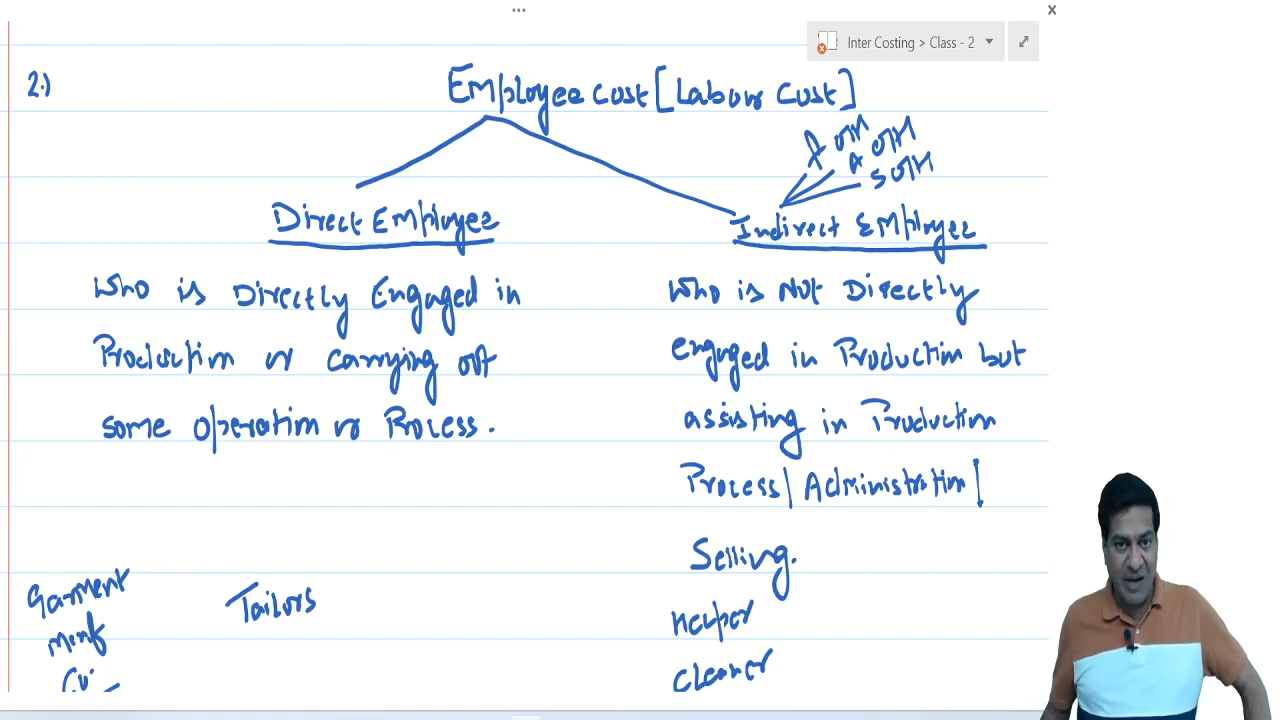 Inter Costing > Class - 2
2.)
Employee Cost [Labour Cost]
F OH
A OH
S OH
Direct Employee
Indirect Employee
Who is Directly Engaged in
Production or Carrying out
some operation or Process.
Who is Not Directly
engaged in Production but
assisting in Production
Process/ Administration/
Selling.
Garment
Manf
Tailors
Helper
Cleaner